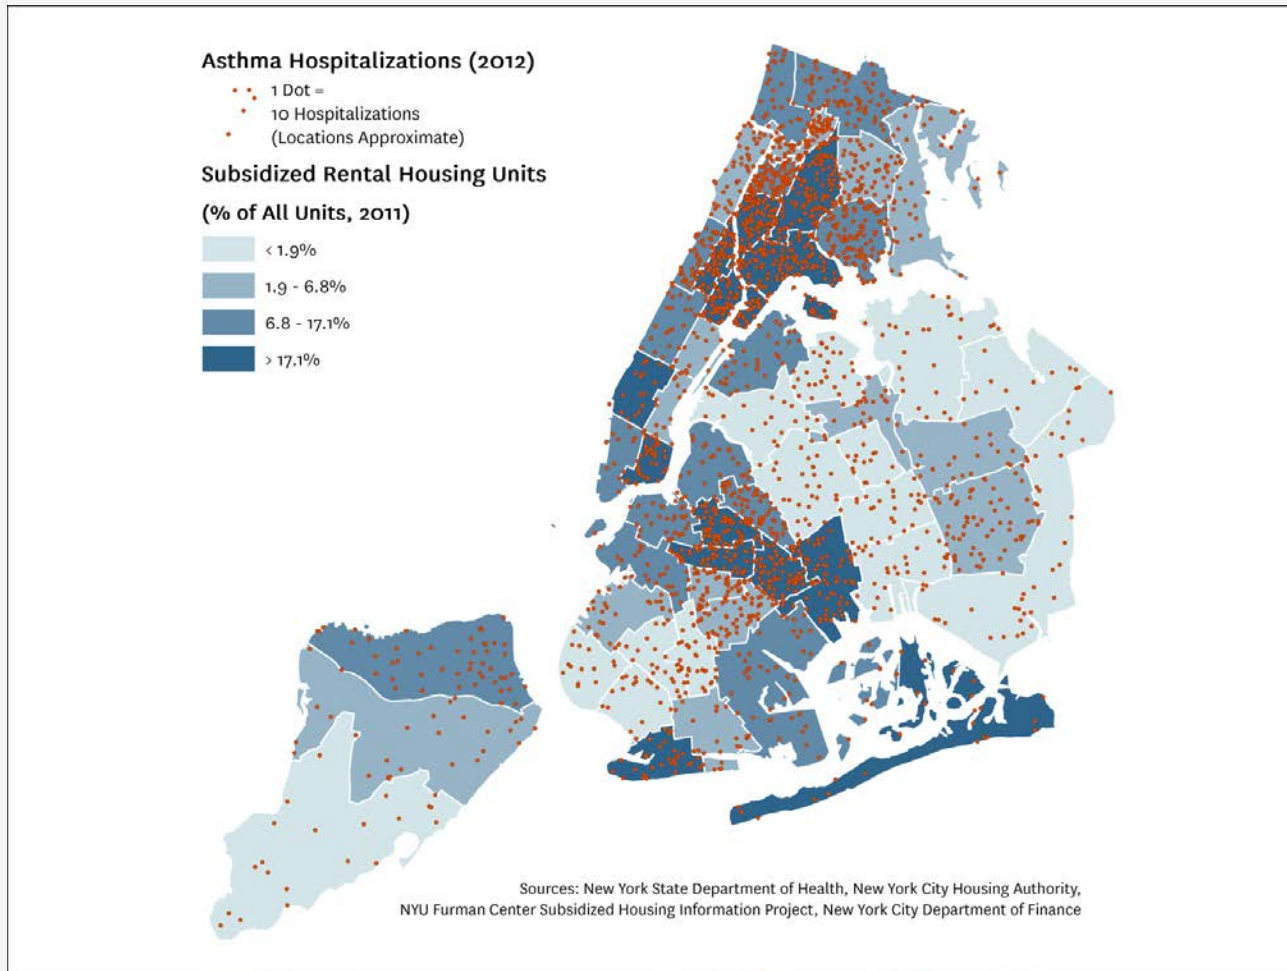 Asthma Hospitalizations (2012)
1 Dot =
10 Hospitalizations
(Locations Approximate)
Subsidized Rental Housing Units
(% of All Units, 2011)
< 1.9%
1.9 - 6.8%
6.8 - 17.1%
> 17.1%
Sources: New York State Department of Health, New York City Housing Authority,
NYU Furman Center Subsidized Housing Information Project, New York City Department of Finance